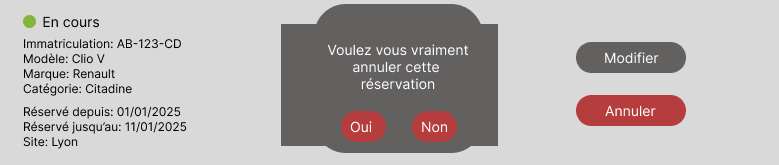 En cours
Immatriculation: AB-123-CD
Modèle: Clio V
Marque: Renault
Catégorie: Citadine
Réservé depuis: 01/01/2025
Réservé jusqu'au: 11/01/2025
Site: Lyon
Voulez vous vraiment
annuler cette
réservation
Oui
Non
Modifier
Annuler